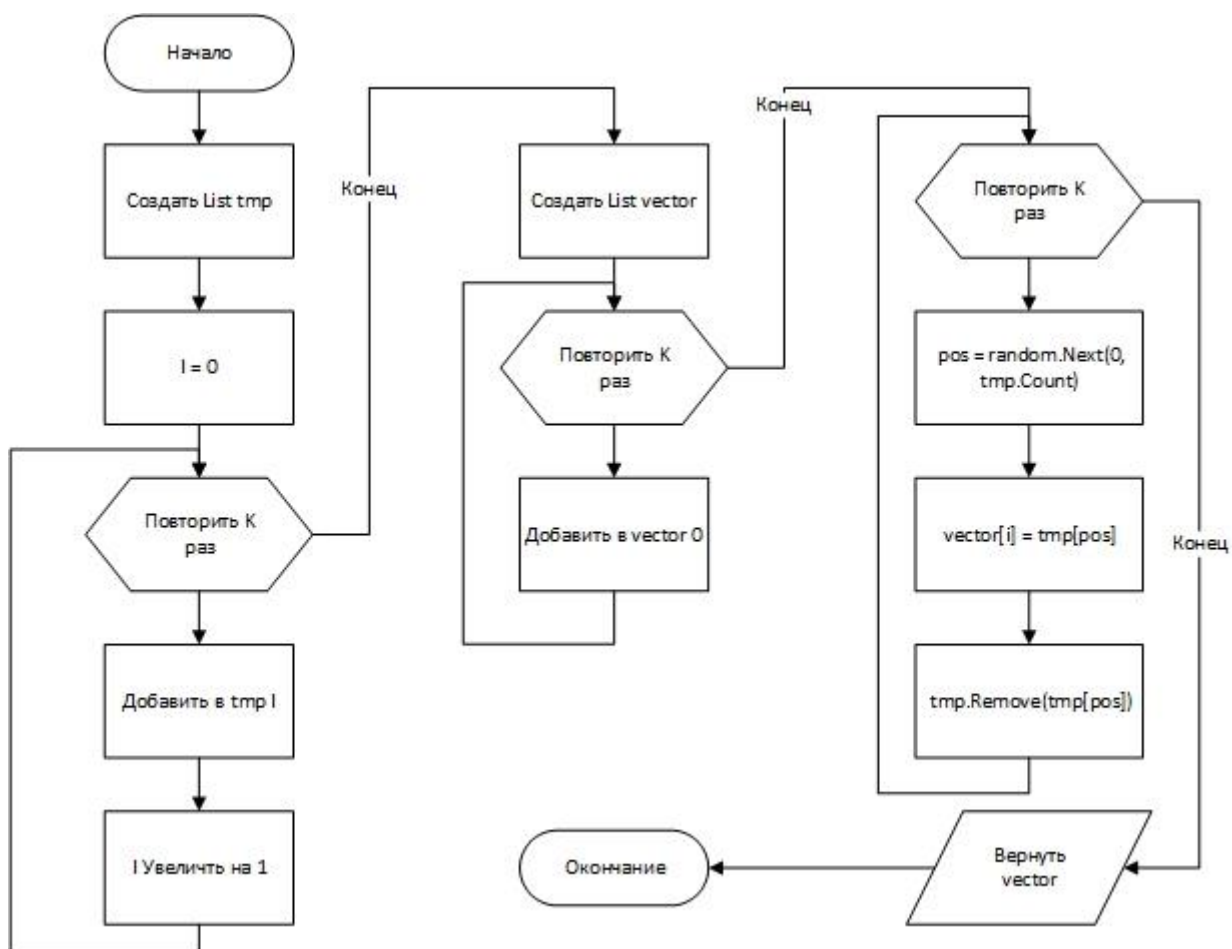 Начало
Создать List tmp
I = 0
Повторить K
раз
Добавить в tmp I
I Увеличть на 1
Конец
Создать List vector
Повторить K
раз
Добавить в vector 0
Конец
Повторить K
раз
pos = random.Next(0,
tmp.Count)
vector[i] = tmp[pos]
tmp.Remove(tmp[pos])
Конец
Вернуть
vector
Окончание